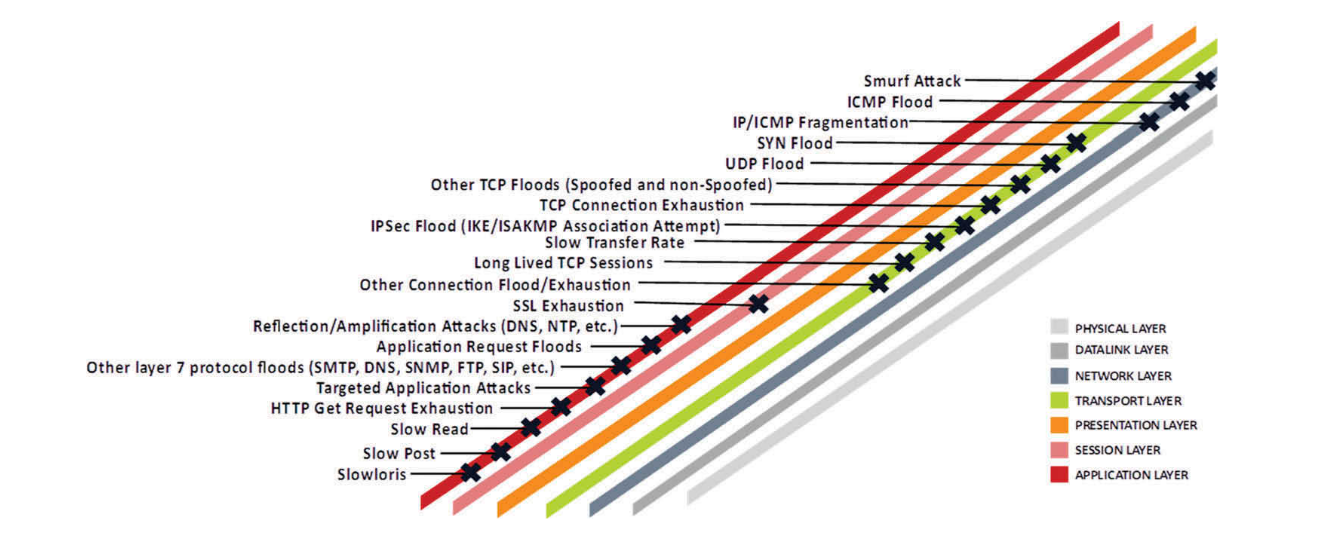 Smurf Attack
ICMP Flood
IP/ICMP Fragmentation
SYN Flood
UDP Flood
Other TCP Floods (Spoofed and non-Spoofed)
TCP Connection Exhaustion
IPSec Flood (IKE/ISAKMP Association Attempt)
Slow Transfer Rate
Long Lived TCP Sessions
Other Connection Flood/Exhaustion
SSL Exhaustion
Reflection/Amplification Attacks (DNS, NTP, etc.)
Application Request Floods
Other layer 7 protocol floods (SMTP, DNS, SNMP, FTP, SIP, etc.)
Targeted Application Attacks
HTTP Get Request Exhaustion
Slow Read
Slow Post
Slowloris
PHYSICAL LAYER
DATALINK LAYER
NETWORK LAYER
TRANSPORT LAYER
PRESENTATION LAYER
SESSION LAYER
APPLICATION LAYER